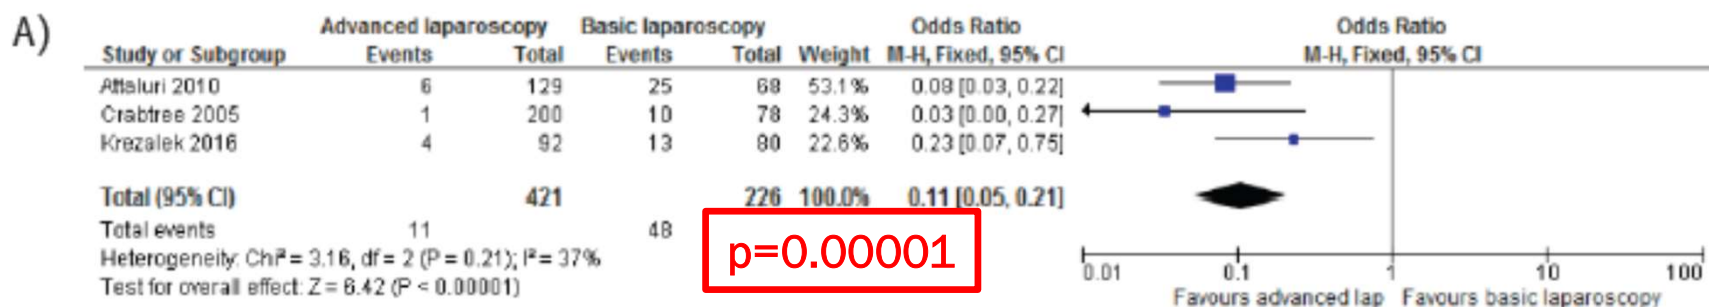 A)
Advanced laparoscopy Basic laparoscopy Odds Ratio Odds Ratio
Study or Subgroup Events Total Events Total Weight M-H, Fixed, 95% CI M-H, Fixed, 95% CI
Attaluri 2010 6 129 25 68 53.1% 0.08 [0.03, 0.22]
Crabtree 2005 1 200 10 78 24.3% 0.03 [0.00, 0.27]
Krezalek 2016 4 92 13 80 22.6% 0.23 [0.07, 0.75]
Total (95% CI) 421 226 100.0% 0.11 [0.05, 0.21]
Total events 11 48
Heterogeneity: Chi² = 3.16, df = 2 (P = 0.21); I² = 37%
Test for overall effect: Z = 6.42 (P < 0.00001)
p=0.00001
0.01 0.1 1 10 100
Favours advanced lap Favours basic laparoscopy